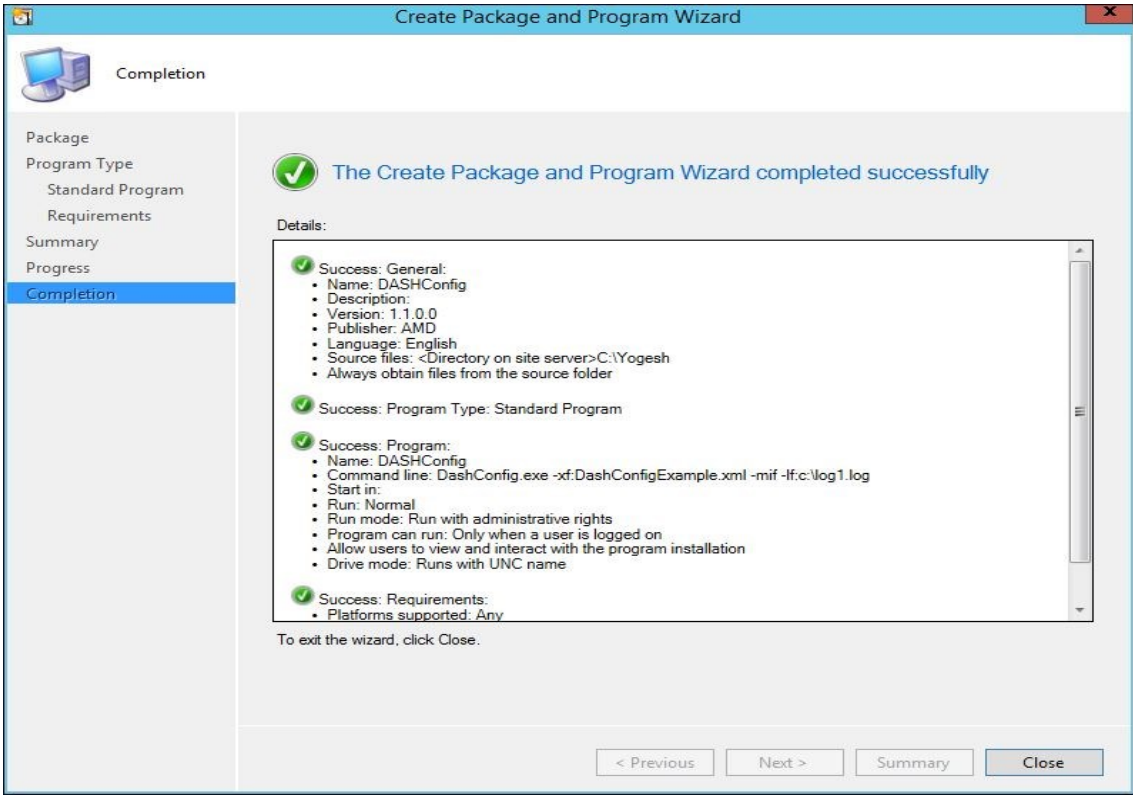 Create Package and Program Wizard
x
Completion
Package
Program Type
Standard Program
Requirements
Summary
Progress
Completion
The Create Package and Program Wizard completed successfully
Details:
Success: General:
• Name: DASHConfig
• Description:
• Version: 1.1.0.0
• Publisher: AMD
• Language: English
• Source files: <Directory on site server>C:\Yogesh
• Always obtain files from the source folder
Success: Program Type: Standard Program
Success: Program:
• Name: DASHConfig
• Command line: DashConfig.exe -xf:DashConfigExample.xml -mif -lf:c:\log1.log
• Start in:
• Run: Normal
• Run mode: Run with administrative rights
• Program can run: Only when a user is logged on
• Allow users to view and interact with the program installation
• Drive mode: Runs with UNC name
Success: Requirements:
• Platforms supported: Any
To exit the wizard, click Close.
< Previous
Next >
Summary
Close